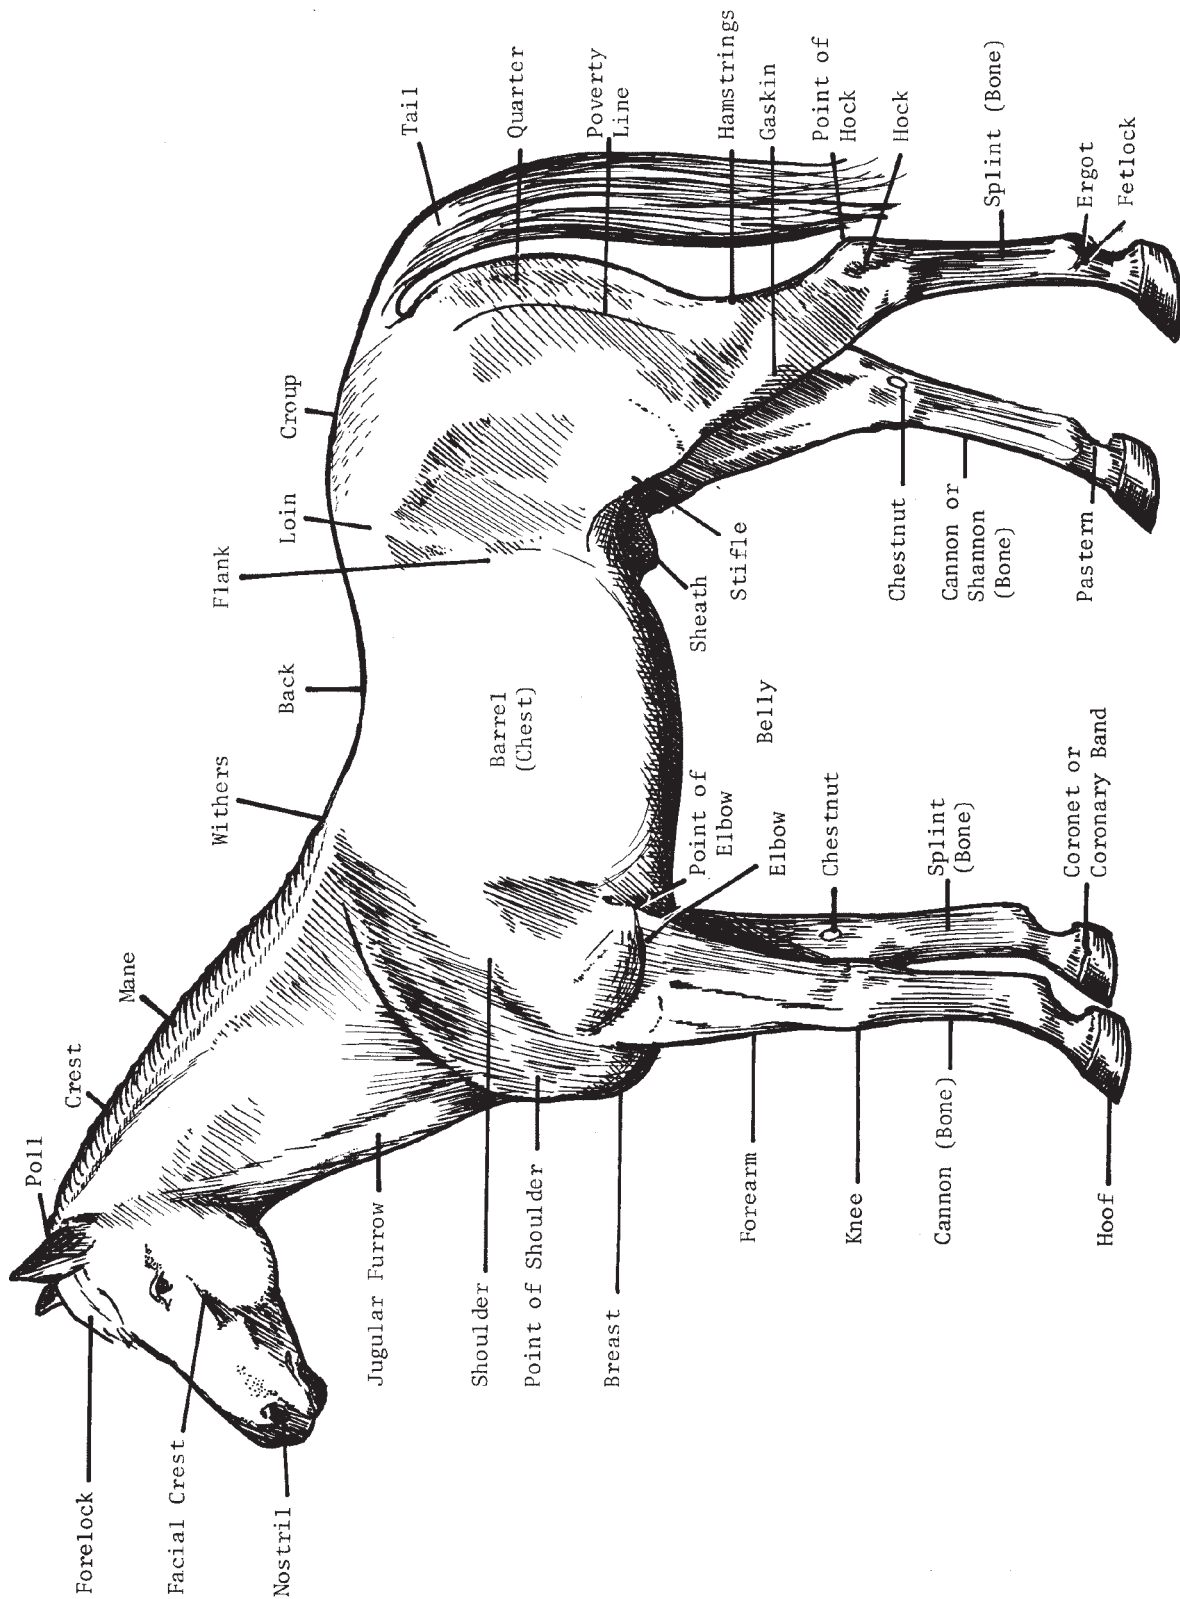 Forelock
Facial Crest
Nostril
Poll
Crest
Mane
Withers
Back
Flank
Loin
Croup
Tail
Quarter
Poverty
Line
Hamstrings
Gaskin
Point of
Hock
Hock
Splint (Bone)
Ergot
Fetlock
Jugular Furrow
Shoulder
Point of Shoulder
Breast
Forearm
Knee
Cannon (Bone)
Hoof
Barrel
(Chest)
Point of
Elbow
Elbow
Belly
Chestnut
Splint
(Bone)
Coronet or
Coronary Band
Sheath
Stifle
Chestnut
Cannon or
Shannon
(Bone)
Pastern